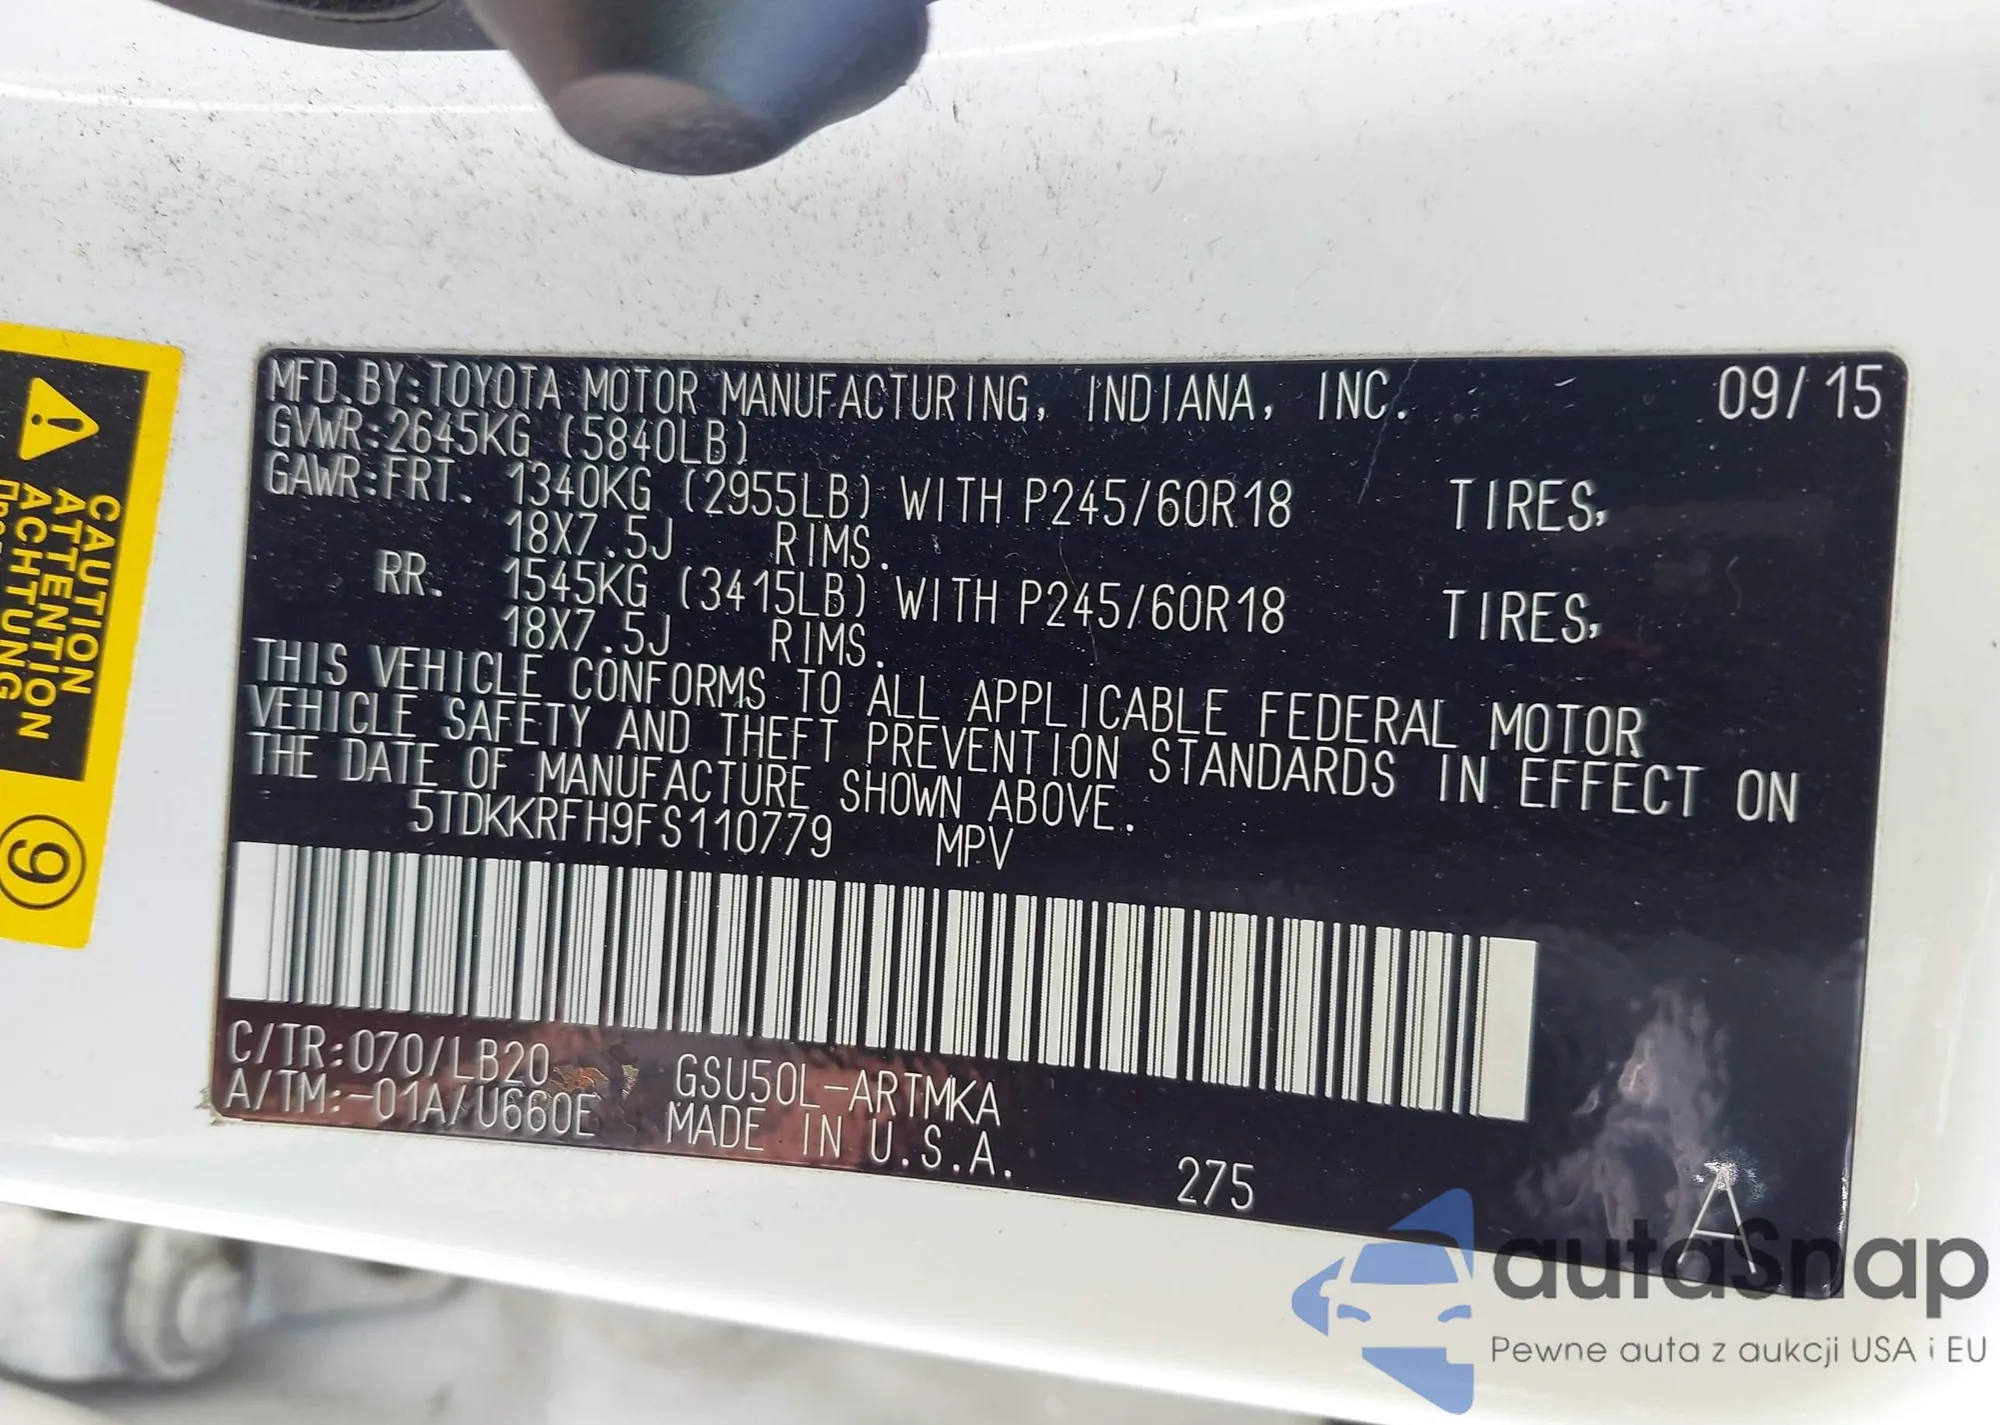 MFD.BY:TOYOTA MOTOR MANUFACTURING, INDIANA, INC. 09/15
GVWR:2645KG (5840LB)
GAWR:FRT. 1340KG (2955LB) WITH P245/60R18 TIRES,
18X7.5J RIMS.
RR. 1545KG (3415LB) WITH P245/60R18 TIRES,
18X7.5J RIMS.
THIS VEHICLE CONFORMS TO ALL APPLICABLE FEDERAL MOTOR
VEHICLE SAFETY AND THEFT PREVENTION STANDARDS IN EFFECT ON
THE DATE OF MANUFACTURE SHOWN ABOVE.
5TDKKRFH9FS110779 MPV
C/TR:070/LB20 GSU50L-ARTMKA
A/TM:-01A/U660E MADE IN U.S.A.
275
A
CAUTION
ATTENTION
ACHTUNG
9
autaSnap
Pewne auta z aukcji USA i EU